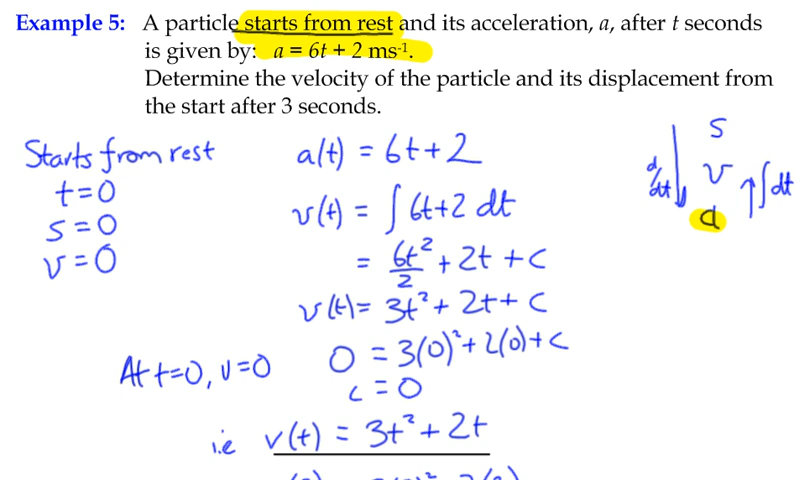 Example 5: A particle starts from rest and its acceleration, a, after t seconds
is given by: a = 6t + 2 ms⁻¹.
Determine the velocity of the particle and its displacement from
the start after 3 seconds.
Starts from rest
t=0
s=0
v=0
a(t) = 6t+2
v(t) = ∫ 6t+2 dt
= 6t²/2 + 2t + c
v(t) = 3t² + 2t + c
At t=0, v=0
0 = 3(0)² + 2(0) + c
c = 0
i.e v(t) = 3t² + 2t
d/dt ↓ s v a ↑ ∫dt